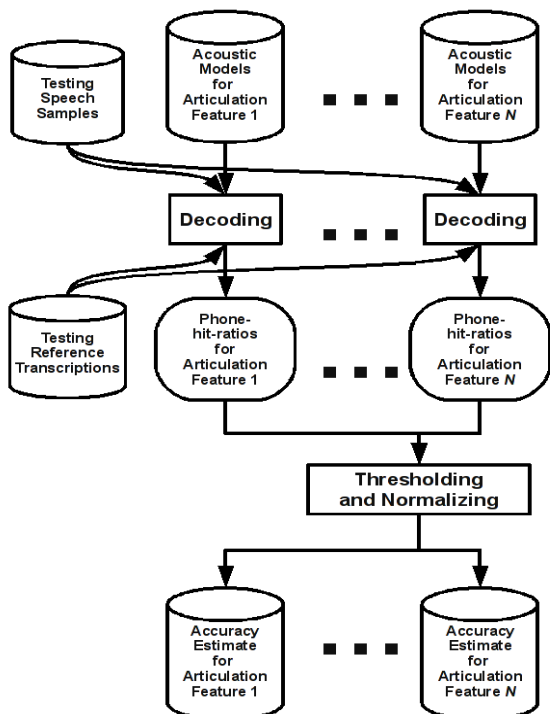 Testing
Speech
Samples
Acoustic
Models
for
Articulation
Feature 1
Acoustic
Models
for
Articulation
Feature N
Decoding
Decoding
Testing
Reference
Transcriptions
Phone-
hit-ratios
for
Articulation
Feature 1
Phone-
hit-ratios
for
Articulation
Feature N
Thresholding
and Normalizing
Accuracy
Estimate
for
Articulation
Feature 1
Accuracy
Estimate
for
Articulation
Feature N